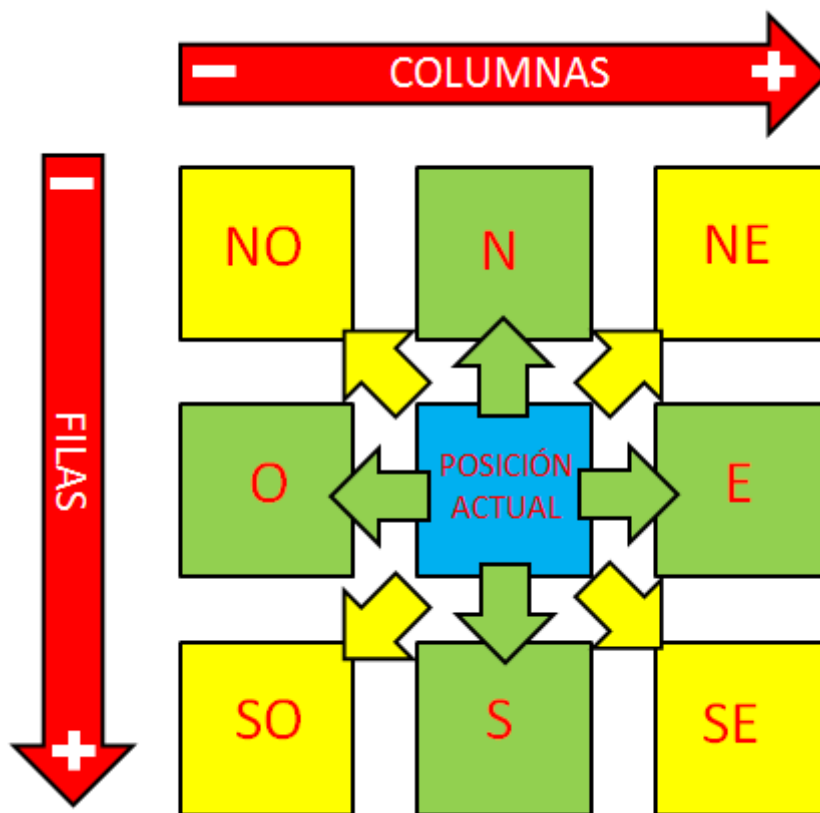 − COLUMNAS +
−
FILAS
+
NO
N
NE
O
POSICIÓN
ACTUAL
E
SO
S
SE